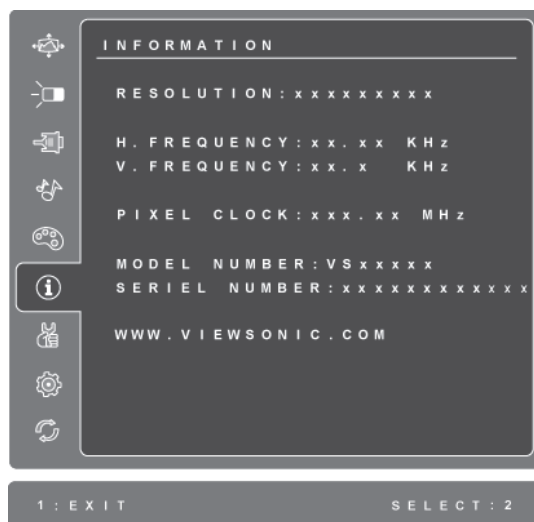 INFORMATION
RESOLUTION:xxxxxxxxx
H. FREQUENCY:xx.xx KHz
V. FREQUENCY:xx.x KHz
PIXEL CLOCK:xxx.xx MHz
MODEL NUMBER:VSxxxxx
SERIEL NUMBER:xxxxxxxxxxxx
WWW.VIEWSONIC.COM
1:EXIT SELECT:2